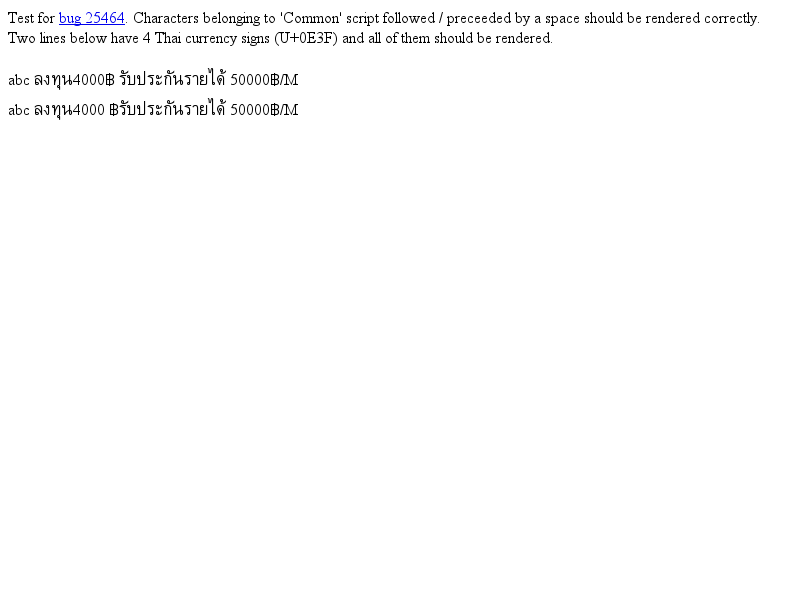 Test for bug 25464. Characters belonging to 'Common' script followed / preceeded by a space should be rendered correctly.
Two lines below have 4 Thai currency signs (U+0E3F) and all of them should be rendered.
abc ลงทุน4000฿ รับประกันรายได้ 50000฿/M
abc ลงทุน4000 ฿รับประกันรายได้ 50000฿/M